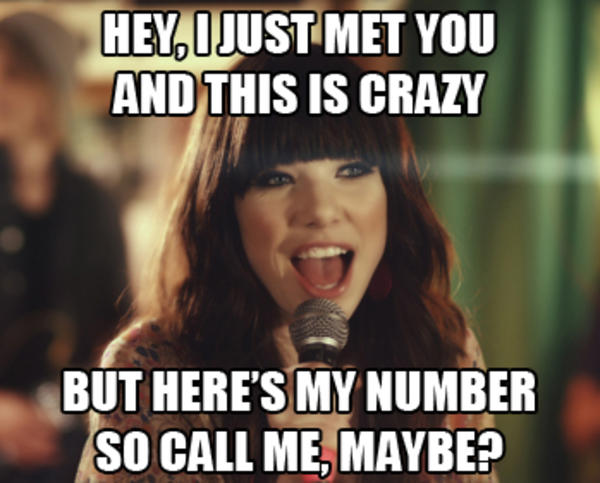 HEY, I JUST MET YOU
AND THIS IS CRAZY
BUT HERE'S MY NUMBER
SO CALL ME, MAYBE?